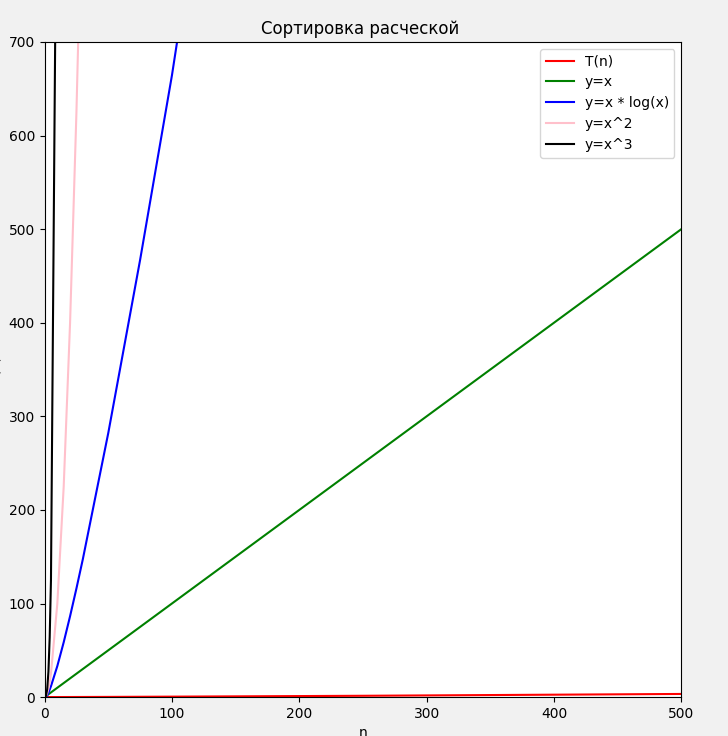 Сортировка расческой
T(n)
y=x
y=x * log(x)
y=x^2
y=x^3
700
600
500
400
300
200
100
0
0 100 200 300 400 500
n